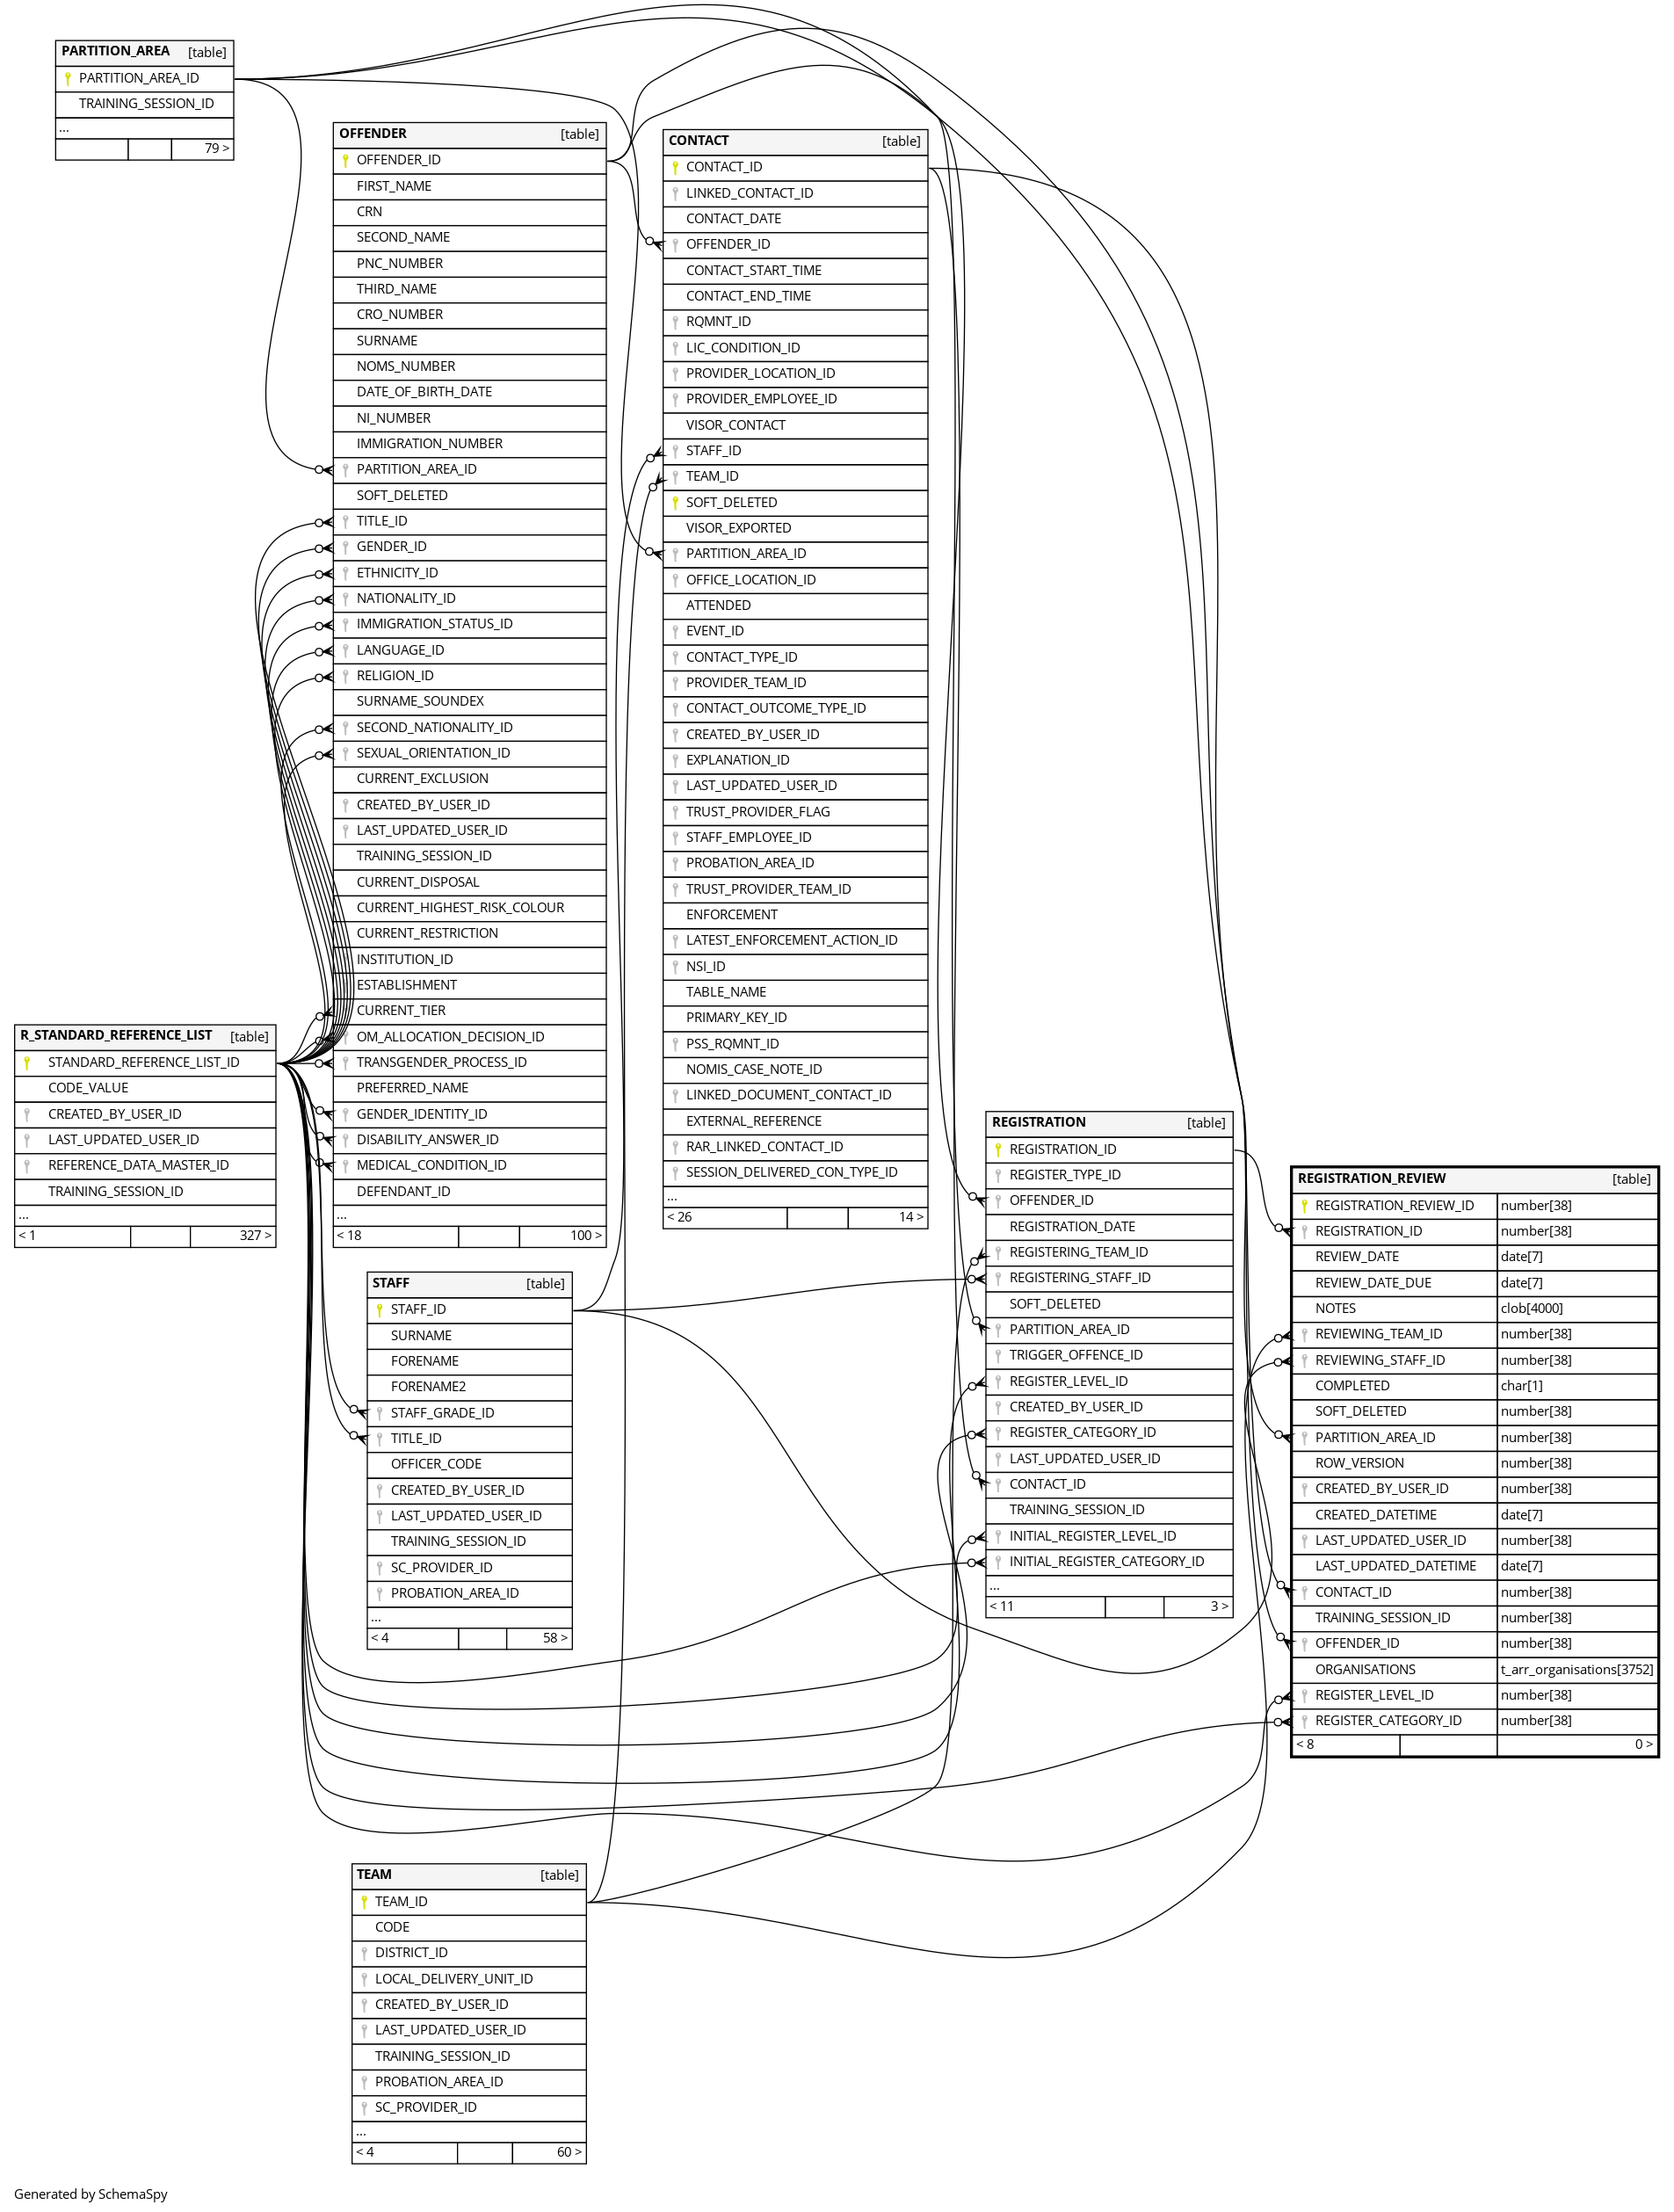 PARTITION_AREA [table]
PARTITION_AREA_ID
TRAINING_SESSION_ID
...
79 >
OFFENDER [table]
OFFENDER_ID
FIRST_NAME
CRN
SECOND_NAME
PNC_NUMBER
THIRD_NAME
CRO_NUMBER
SURNAME
NOMS_NUMBER
DATE_OF_BIRTH_DATE
NI_NUMBER
IMMIGRATION_NUMBER
PARTITION_AREA_ID
SOFT_DELETED
TITLE_ID
GENDER_ID
ETHNICITY_ID
NATIONALITY_ID
IMMIGRATION_STATUS_ID
LANGUAGE_ID
RELIGION_ID
SURNAME_SOUNDEX
SECOND_NATIONALITY_ID
SEXUAL_ORIENTATION_ID
CURRENT_EXCLUSION
CREATED_BY_USER_ID
LAST_UPDATED_USER_ID
TRAINING_SESSION_ID
CURRENT_DISPOSAL
CURRENT_HIGHEST_RISK_COLOUR
CURRENT_RESTRICTION
INSTITUTION_ID
ESTABLISHMENT
CURRENT_TIER
OM_ALLOCATION_DECISION_ID
TRANSGENDER_PROCESS_ID
PREFERRED_NAME
GENDER_IDENTITY_ID
DISABILITY_ANSWER_ID
MEDICAL_CONDITION_ID
DEFENDANT_ID
...
< 18 100 >
CONTACT [table]
CONTACT_ID
LINKED_CONTACT_ID
CONTACT_DATE
OFFENDER_ID
CONTACT_START_TIME
CONTACT_END_TIME
RQMNT_ID
LIC_CONDITION_ID
PROVIDER_LOCATION_ID
PROVIDER_EMPLOYEE_ID
VISOR_CONTACT
STAFF_ID
TEAM_ID
SOFT_DELETED
VISOR_EXPORTED
PARTITION_AREA_ID
OFFICE_LOCATION_ID
ATTENDED
EVENT_ID
CONTACT_TYPE_ID
PROVIDER_TEAM_ID
CONTACT_OUTCOME_TYPE_ID
CREATED_BY_USER_ID
EXPLANATION_ID
LAST_UPDATED_USER_ID
TRUST_PROVIDER_FLAG
STAFF_EMPLOYEE_ID
PROBATION_AREA_ID
TRUST_PROVIDER_TEAM_ID
ENFORCEMENT
LATEST_ENFORCEMENT_ACTION_ID
NSI_ID
TABLE_NAME
PRIMARY_KEY_ID
PSS_RQMNT_ID
NOMIS_CASE_NOTE_ID
LINKED_DOCUMENT_CONTACT_ID
EXTERNAL_REFERENCE
RAR_LINKED_CONTACT_ID
SESSION_DELIVERED_CON_TYPE_ID
...
< 26 14 >
R_STANDARD_REFERENCE_LIST [table]
STANDARD_REFERENCE_LIST_ID
CODE_VALUE
CREATED_BY_USER_ID
LAST_UPDATED_USER_ID
REFERENCE_DATA_MASTER_ID
TRAINING_SESSION_ID
...
< 1 327 >
REGISTRATION [table]
REGISTRATION_ID
REGISTER_TYPE_ID
OFFENDER_ID
REGISTRATION_DATE
REGISTERING_TEAM_ID
REGISTERING_STAFF_ID
SOFT_DELETED
PARTITION_AREA_ID
TRIGGER_OFFENCE_ID
REGISTER_LEVEL_ID
CREATED_BY_USER_ID
REGISTER_CATEGORY_ID
LAST_UPDATED_USER_ID
CONTACT_ID
TRAINING_SESSION_ID
INITIAL_REGISTER_LEVEL_ID
INITIAL_REGISTER_CATEGORY_ID
...
< 11 3 >
REGISTRATION_REVIEW [table]
REGISTRATION_REVIEW_ID number[38]
REGISTRATION_ID number[38]
REVIEW_DATE date[7]
REVIEW_DATE_DUE date[7]
NOTES clob[4000]
REVIEWING_TEAM_ID number[38]
REVIEWING_STAFF_ID number[38]
COMPLETED char[1]
SOFT_DELETED number[38]
PARTITION_AREA_ID number[38]
ROW_VERSION number[38]
CREATED_BY_USER_ID number[38]
CREATED_DATETIME date[7]
LAST_UPDATED_USER_ID number[38]
LAST_UPDATED_DATETIME date[7]
CONTACT_ID number[38]
TRAINING_SESSION_ID number[38]
OFFENDER_ID number[38]
ORGANISATIONS t_arr_organisations[3752]
REGISTER_LEVEL_ID number[38]
REGISTER_CATEGORY_ID number[38]
< 8 0 >
STAFF [table]
STAFF_ID
SURNAME
FORENAME
FORENAME2
STAFF_GRADE_ID
TITLE_ID
OFFICER_CODE
CREATED_BY_USER_ID
LAST_UPDATED_USER_ID
TRAINING_SESSION_ID
SC_PROVIDER_ID
PROBATION_AREA_ID
...
< 4 58 >
TEAM [table]
TEAM_ID
CODE
DISTRICT_ID
LOCAL_DELIVERY_UNIT_ID
CREATED_BY_USER_ID
LAST_UPDATED_USER_ID
TRAINING_SESSION_ID
PROBATION_AREA_ID
SC_PROVIDER_ID
...
< 4 60 >
Generated by SchemaSpy